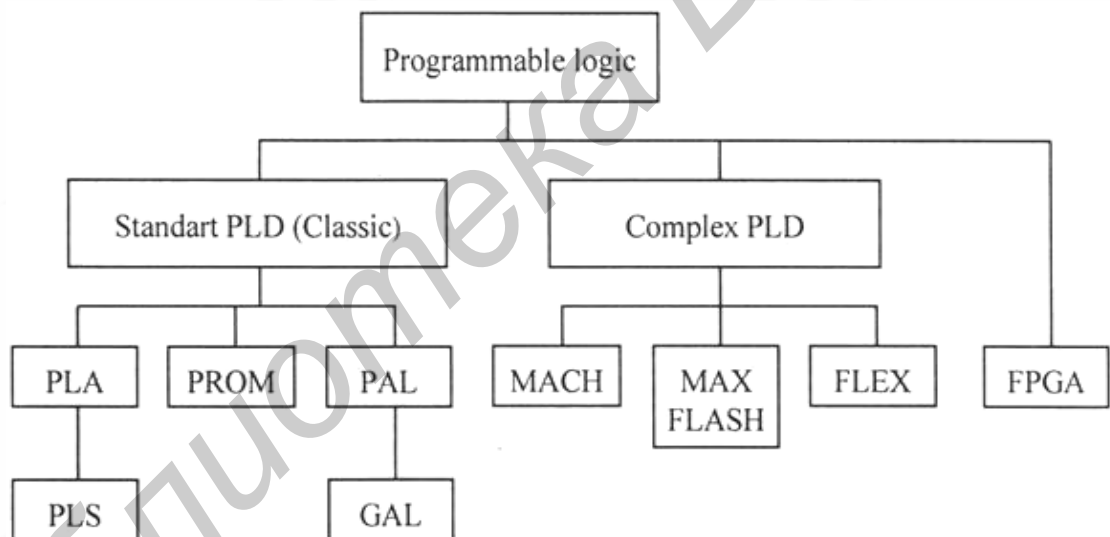 Programmable logic
Standart PLD (Classic)
Complex PLD
PLA
PROM
PAL
MACH
MAX
FLASH
FLEX
FPGA
PLS
GAL